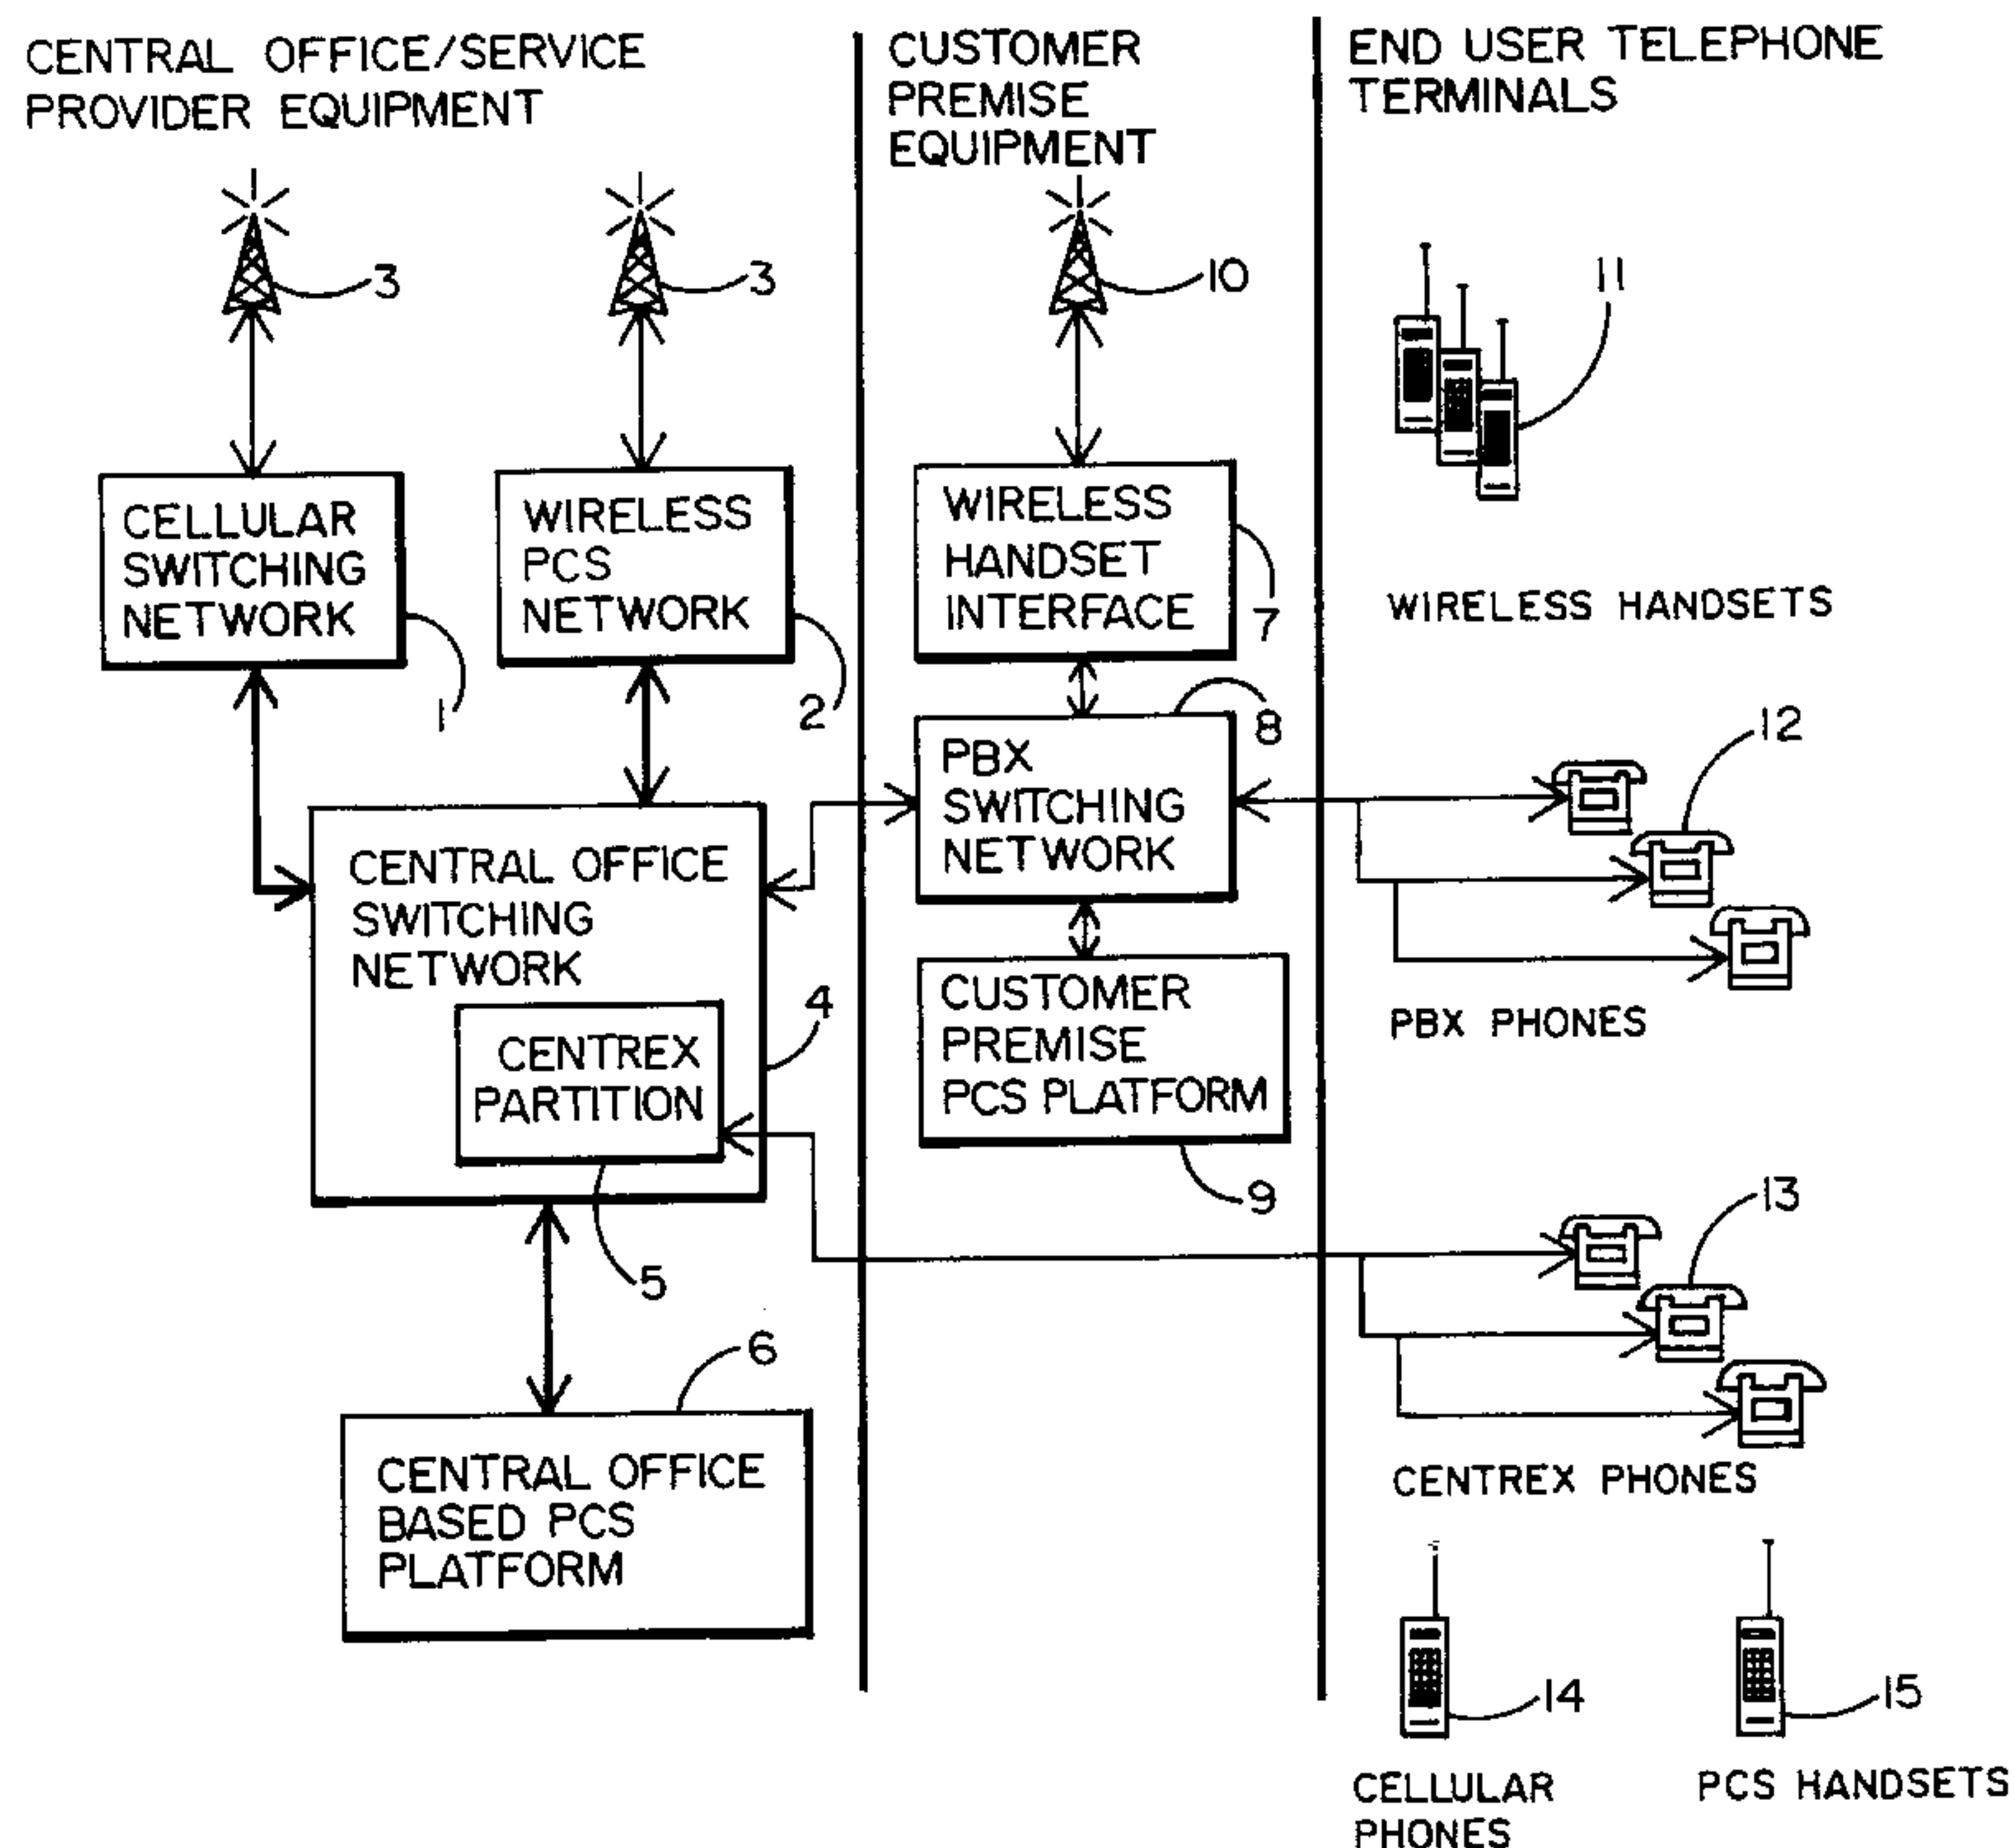 CENTRAL OFFICE/SERVICE
PROVIDER EQUIPMENT
CUSTOMER
PREMISE
EQUIPMENT
END USER TELEPHONE
TERMINALS
3
3
10
11
CELLULAR
SWITCHING
NETWORK
1
WIRELESS
PCS
NETWORK
2
WIRELESS
HANDSET
INTERFACE
7
WIRELESS HANDSETS
8
PBX
SWITCHING
NETWORK
12
PBX PHONES
CENTRAL OFFICE
SWITCHING
NETWORK
4
CENTREX
PARTITION
5
CUSTOMER
PREMISE
PCS PLATFORM
9
13
CENTREX PHONES
6
CENTRAL OFFICE
BASED PCS
PLATFORM
14
15
CELLULAR
PHONES
PCS HANDSETS